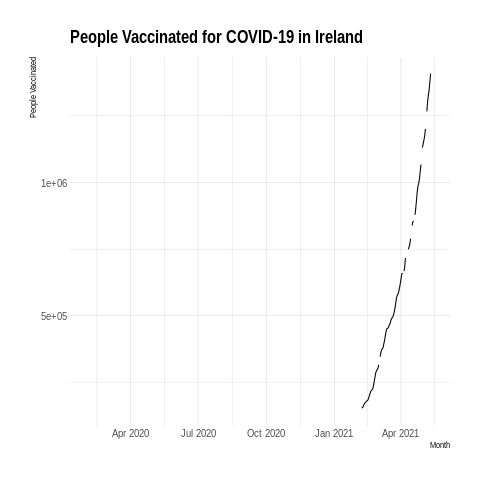 People Vaccinated for COVID-19 in Ireland
People Vaccinated
1e+06
5e+05
Apr 2020 Jul 2020 Oct 2020 Jan 2021 Apr 2021
Month